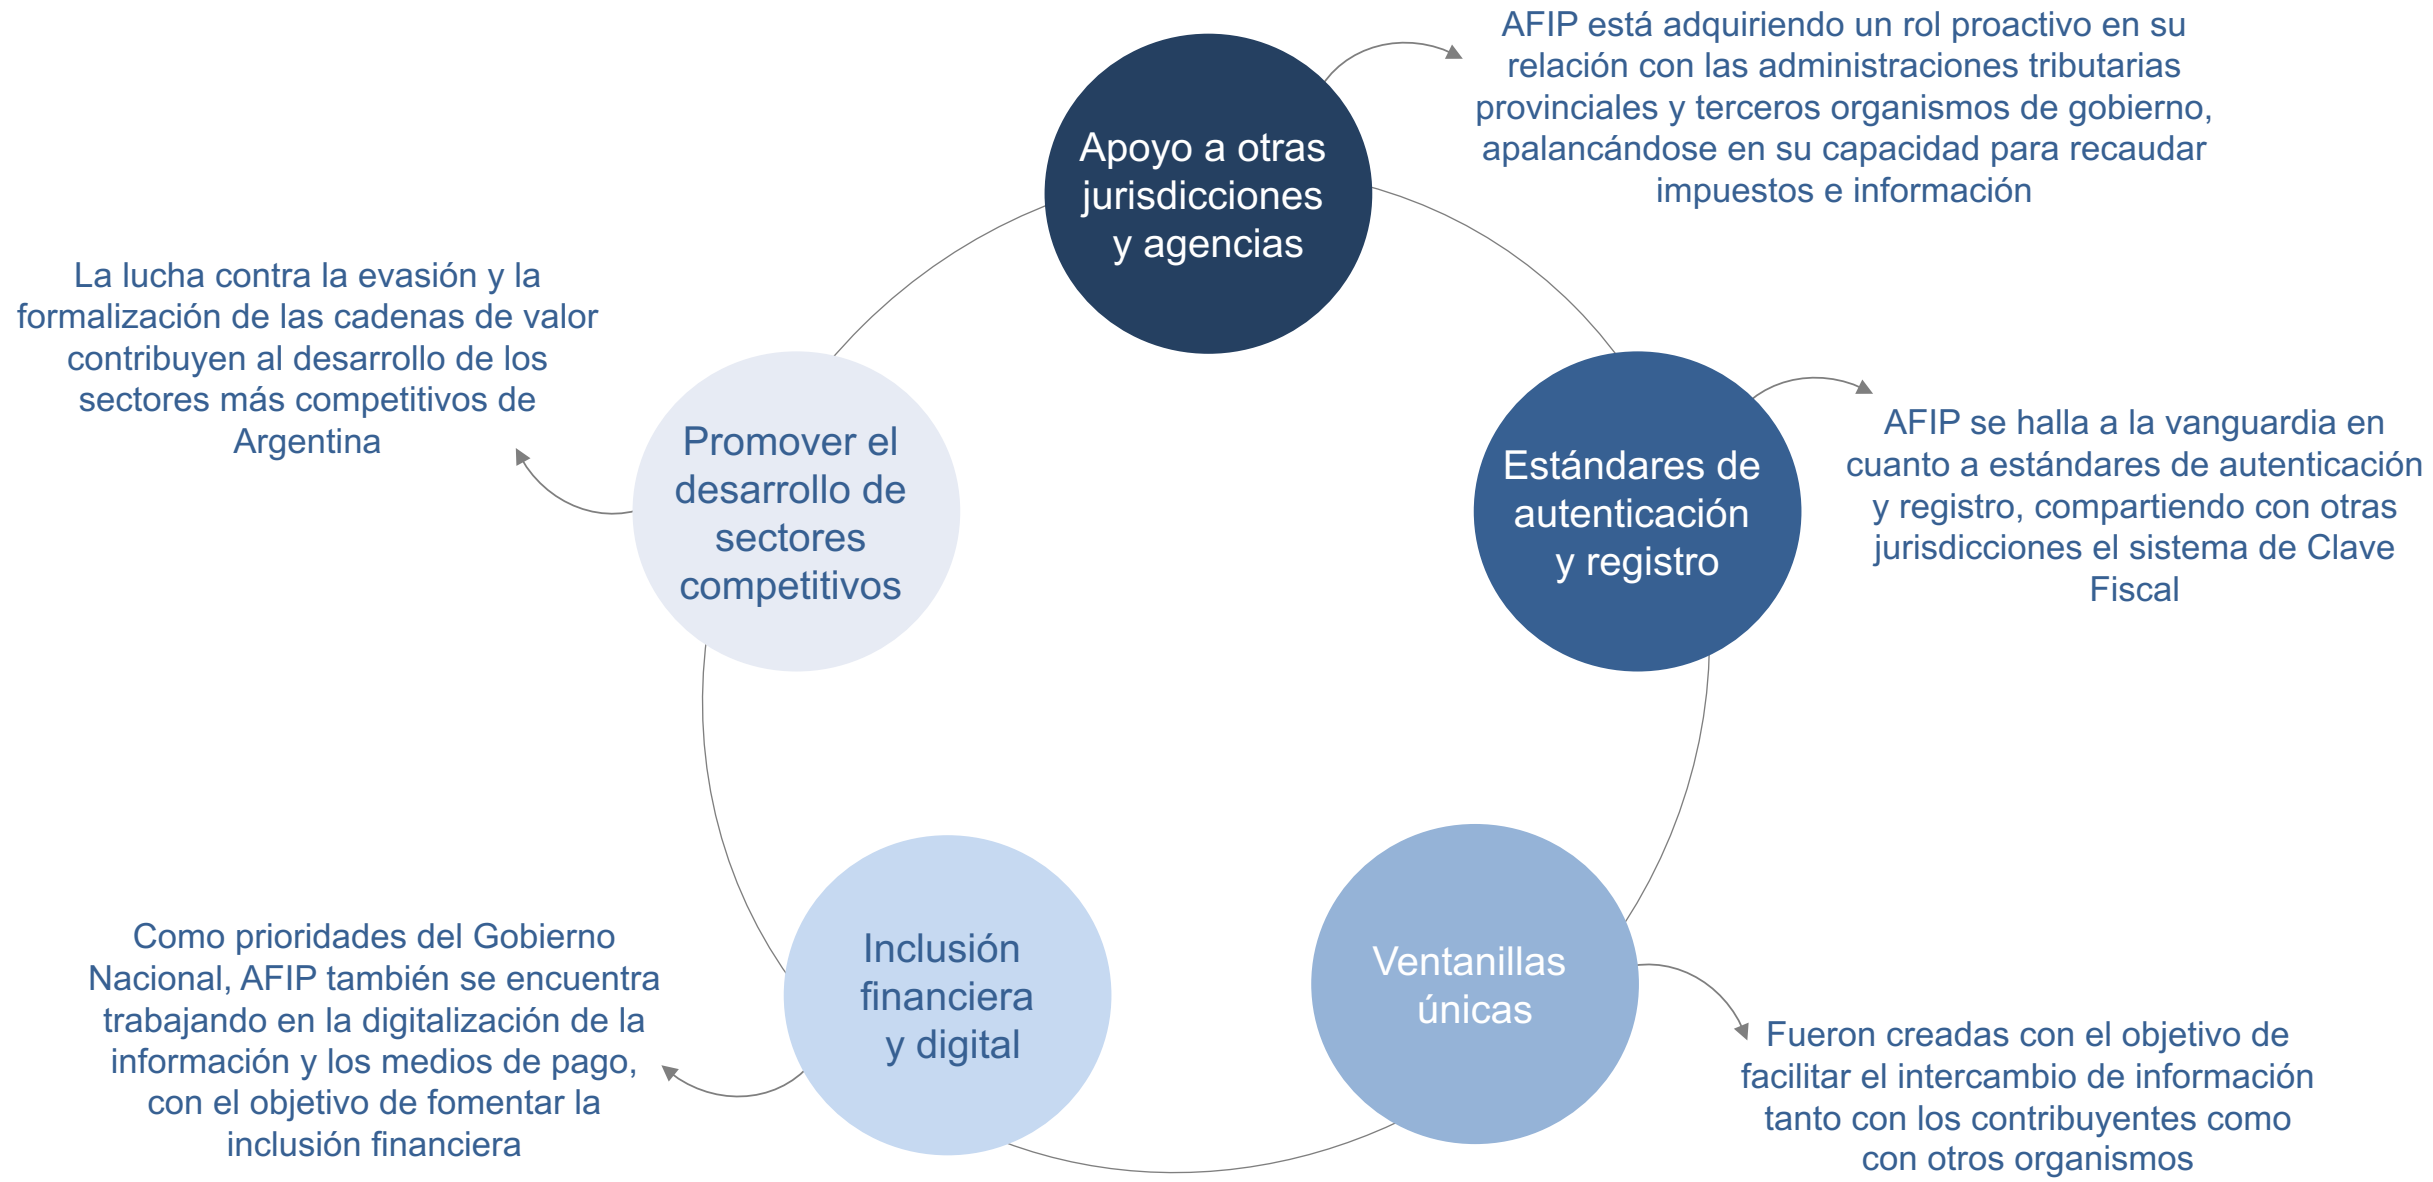 Apoyo a otras
jurisdicciones
y agencias
AFIP está adquiriendo un rol proactivo en su
relación con las administraciones tributarias
provinciales y terceros organismos de gobierno,
apalancándose en su capacidad para recaudar
impuestos e información
Estándares de
autenticación
y registro
AFIP se halla a la vanguardia en
cuanto a estándares de autenticación
y registro, compartiendo con otras
jurisdicciones el sistema de Clave
Fiscal
Ventanillas
únicas
Fueron creadas con el objetivo de
facilitar el intercambio de información
tanto con los contribuyentes como
con otros organismos
Inclusión
financiera
y digital
Como prioridades del Gobierno
Nacional, AFIP también se encuentra
trabajando en la digitalización de la
información y los medios de pago,
con el objetivo de fomentar la
inclusión financiera
Promover el
desarrollo de
sectores
competitivos
La lucha contra la evasión y la
formalización de las cadenas de valor
contribuyen al desarrollo de los
sectores más competitivos de
Argentina